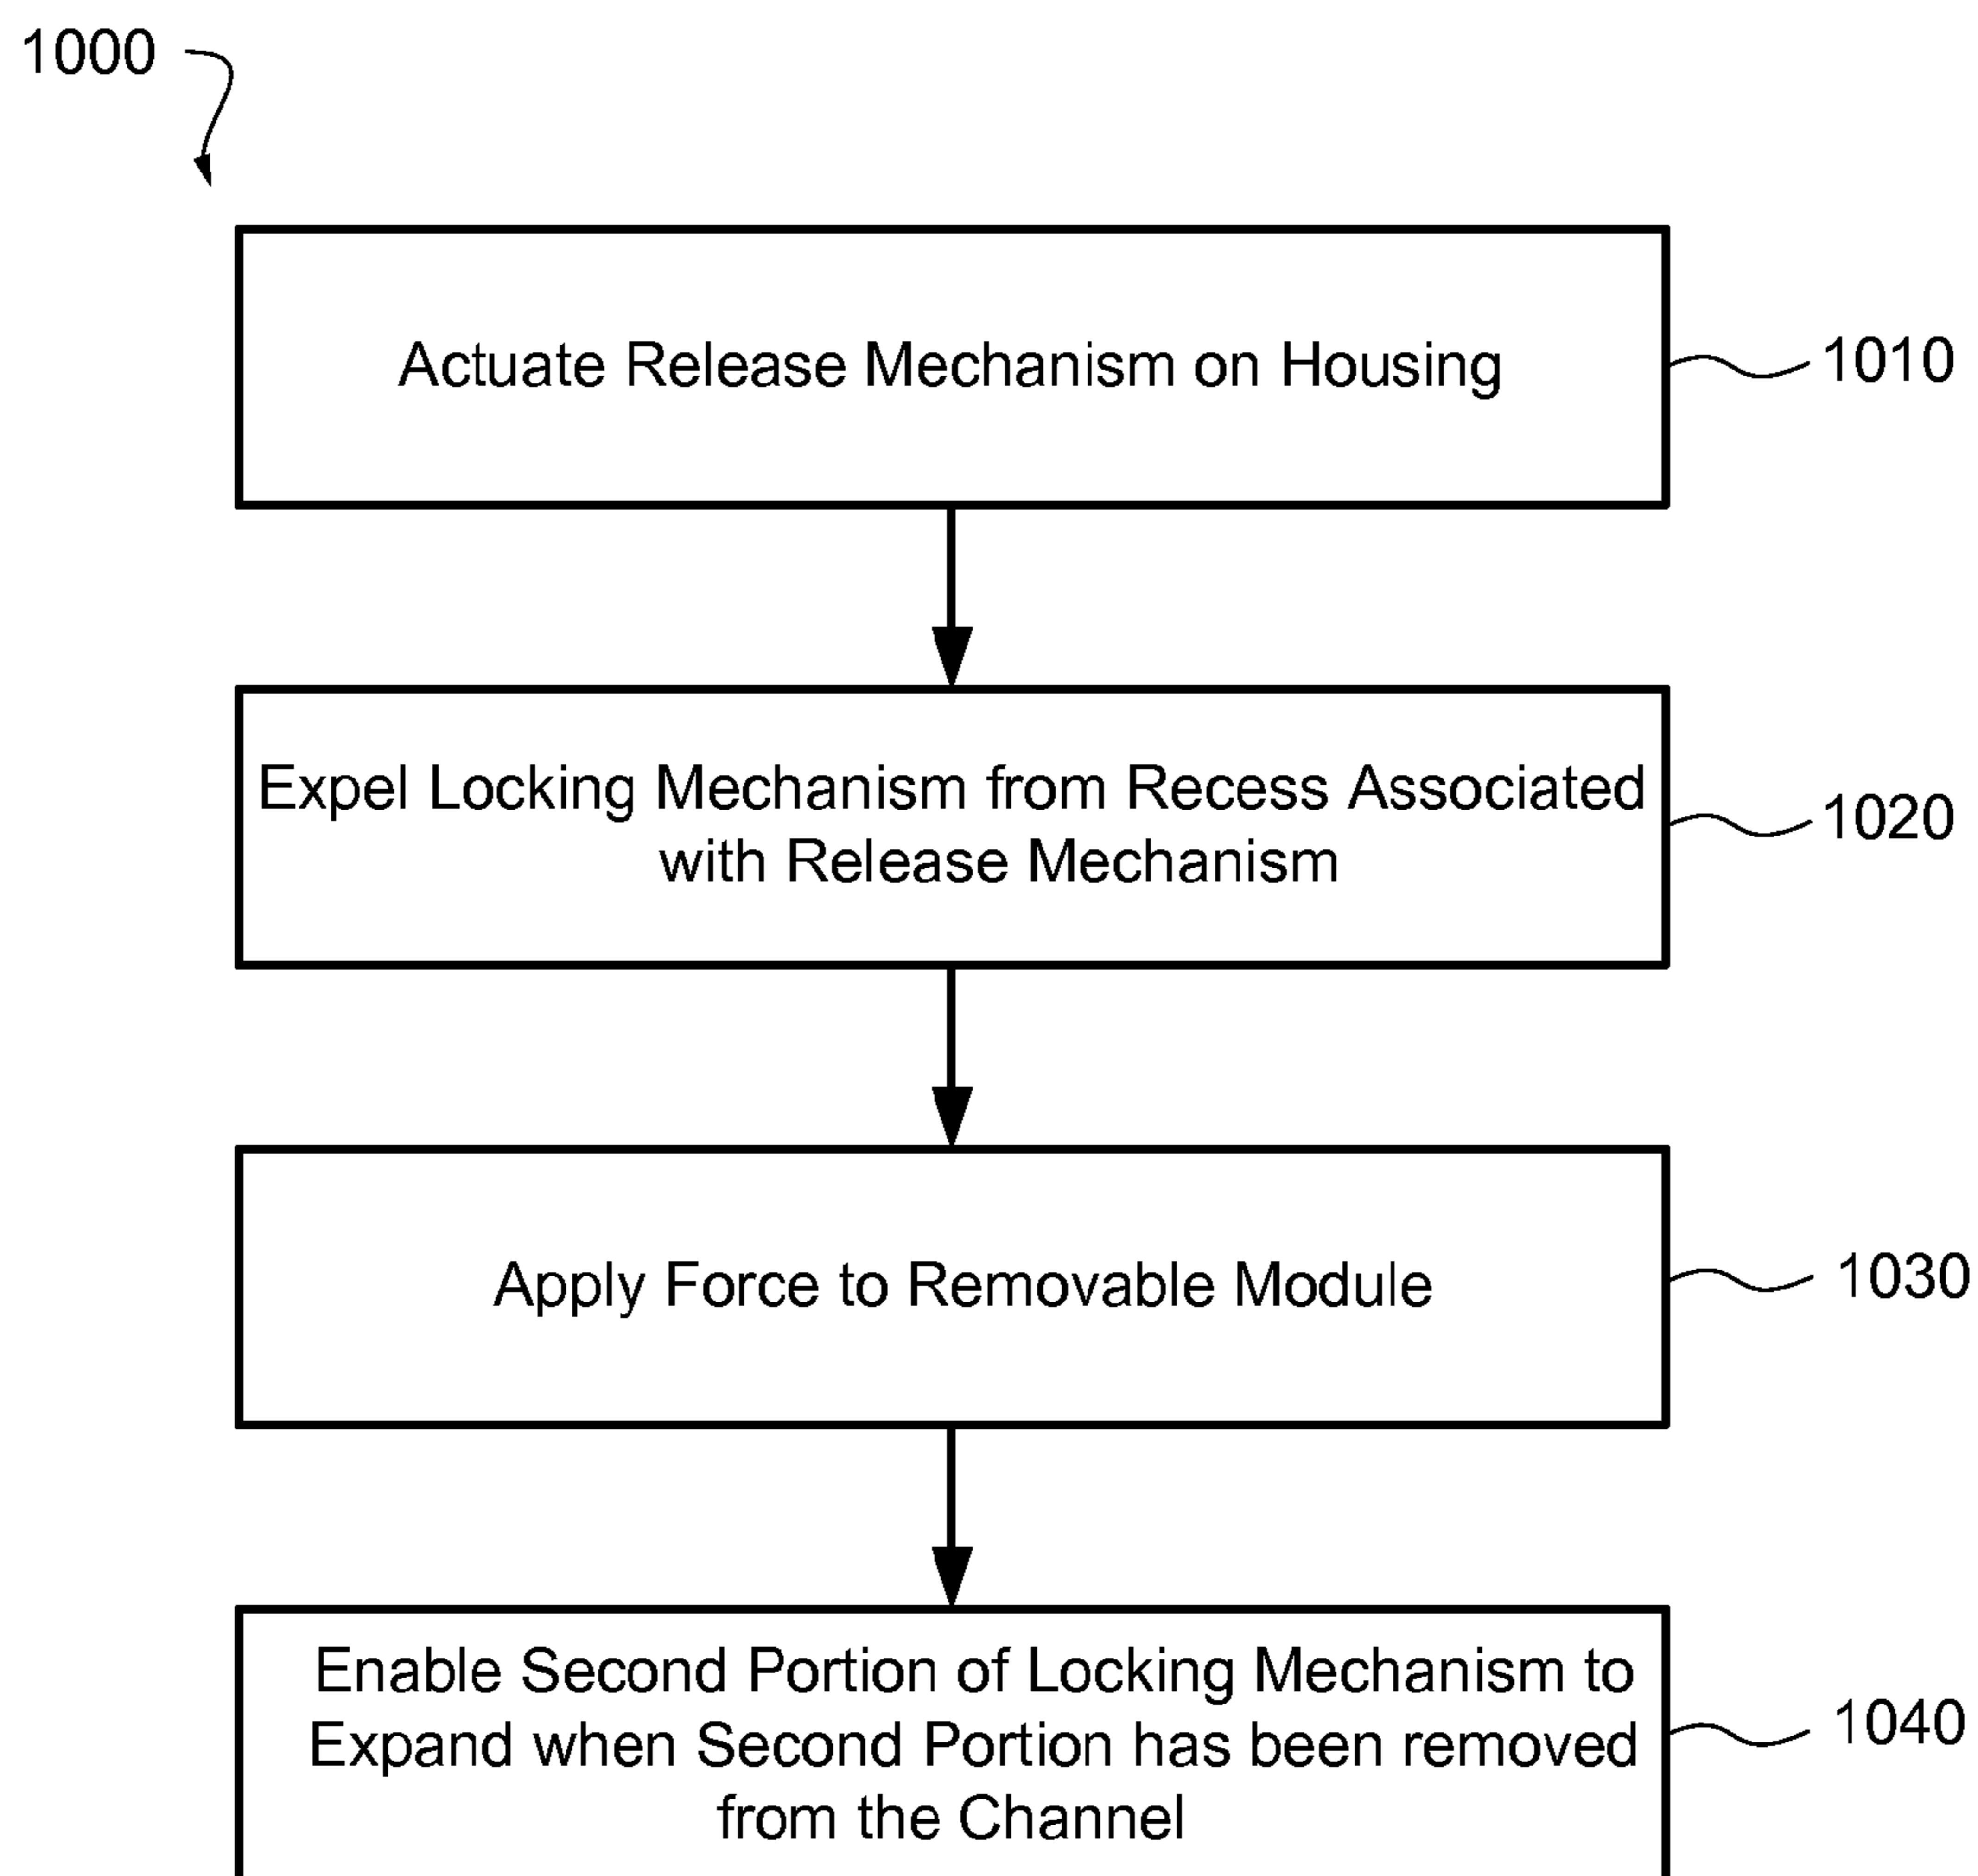 1000
Actuate Release Mechanism on Housing
1010
Expel Locking Mechanism from Recess Associated
with Release Mechanism
1020
Apply Force to Removable Module
1030
Enable Second Portion of Locking Mechanism to
Expand when Second Portion has been removed
from the Channel
1040